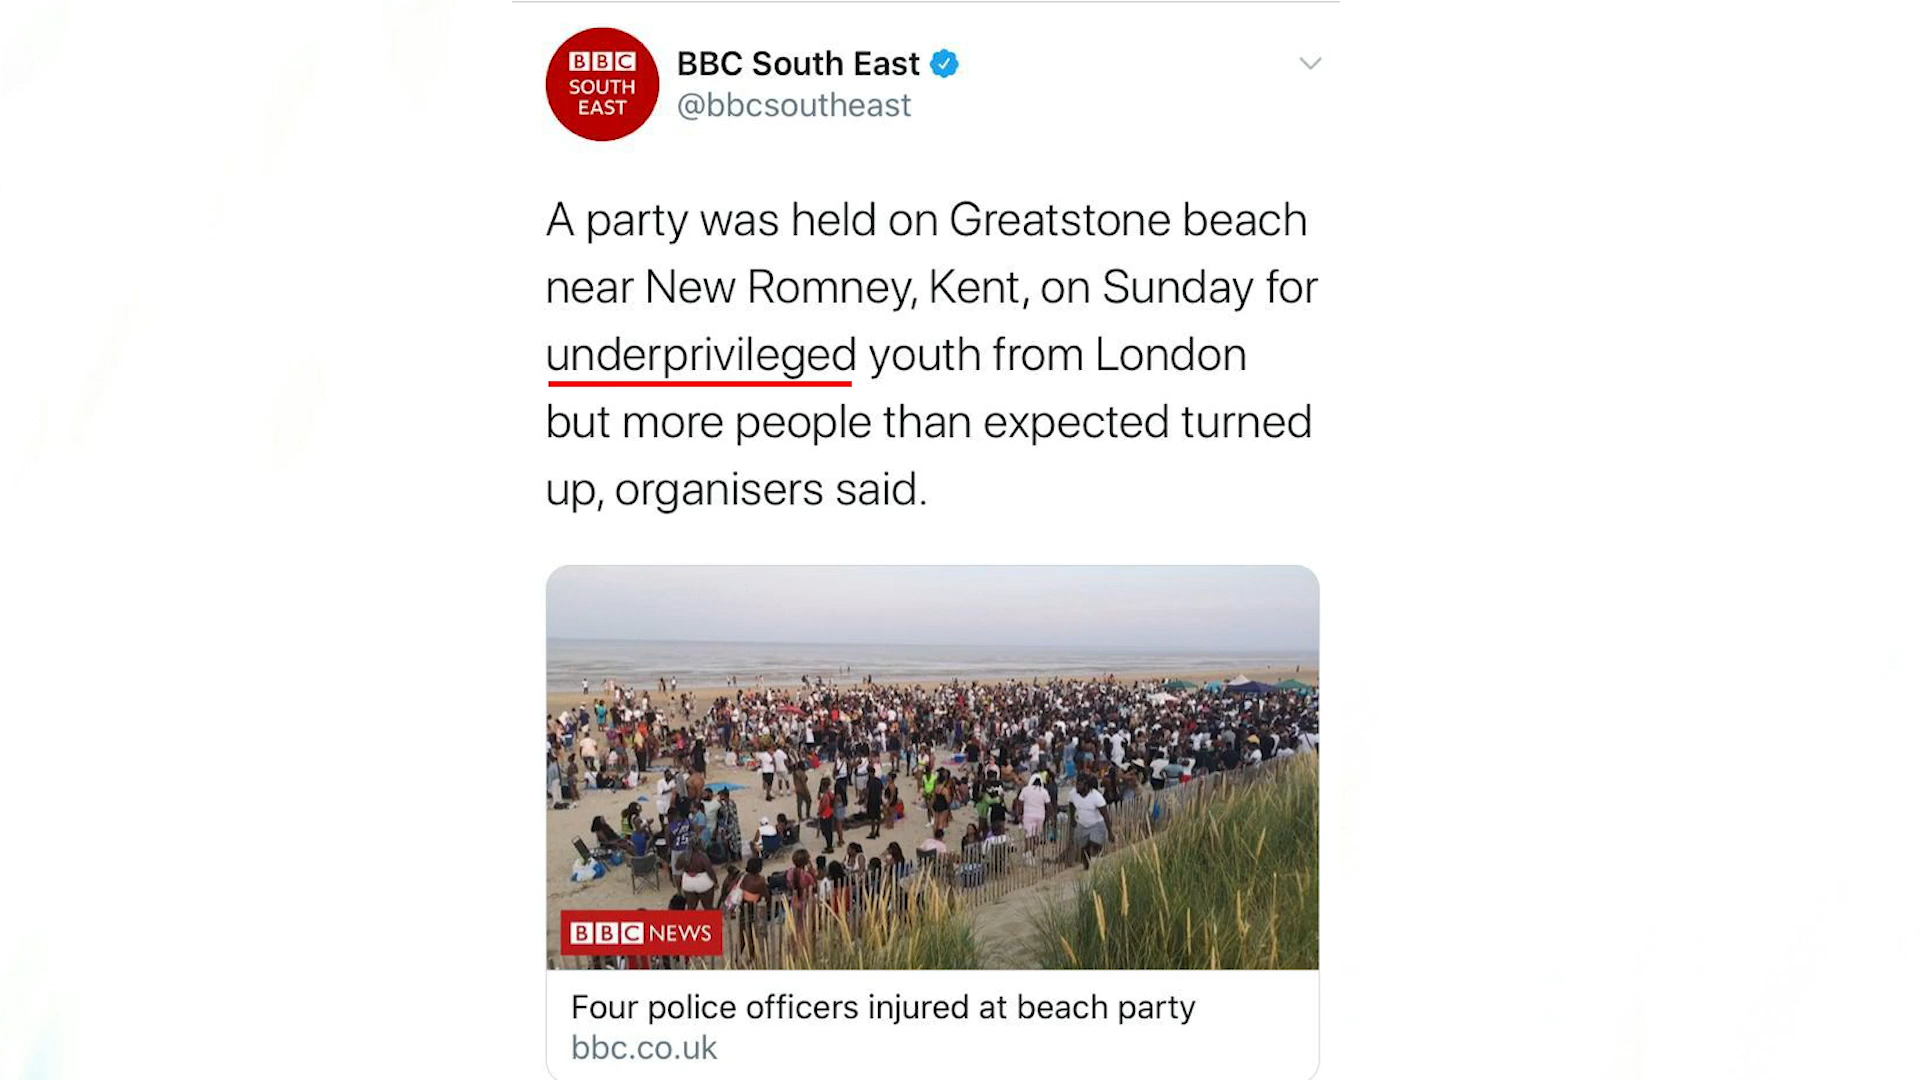 BBC
SOUTH
EAST
BBC South East
@bbcsoutheast
A party was held on Greatstone beach
near New Romney, Kent, on Sunday for
underprivileged youth from London
but more people than expected turned
up, organisers said.
BBC NEWS
Four police officers injured at beach party
bbc.co.uk